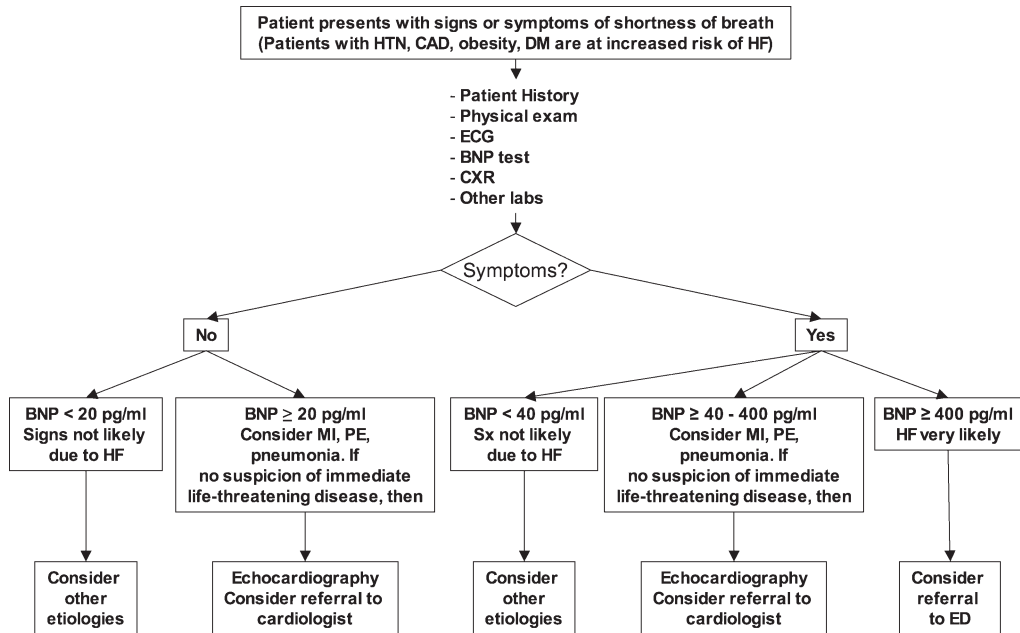 Patient presents with signs or symptoms of shortness of breath
(Patients with HTN, CAD, obesity, DM are at increased risk of HF)
- Patient History
- Physical exam
- ECG
- BNP test
- CXR
- Other labs
Symptoms?
No
Yes
BNP < 20 pg/ml
Signs not likely
due to HF
BNP ≥ 20 pg/ml
Consider MI, PE,
pneumonia. If
no suspicion of immediate
life-threatening disease, then
BNP < 40 pg/ml
Sx not likely
due to HF
BNP ≥ 40 - 400 pg/ml
Consider MI, PE,
pneumonia. If
no suspicion of immediate
life-threatening disease, then
BNP ≥ 400 pg/ml
HF very likely
Consider
other
etiologies
Echocardiography
Consider referral to
cardiologist
Consider
other
etiologies
Echocardiography
Consider referral to
cardiologist
Consider
referral
to ED